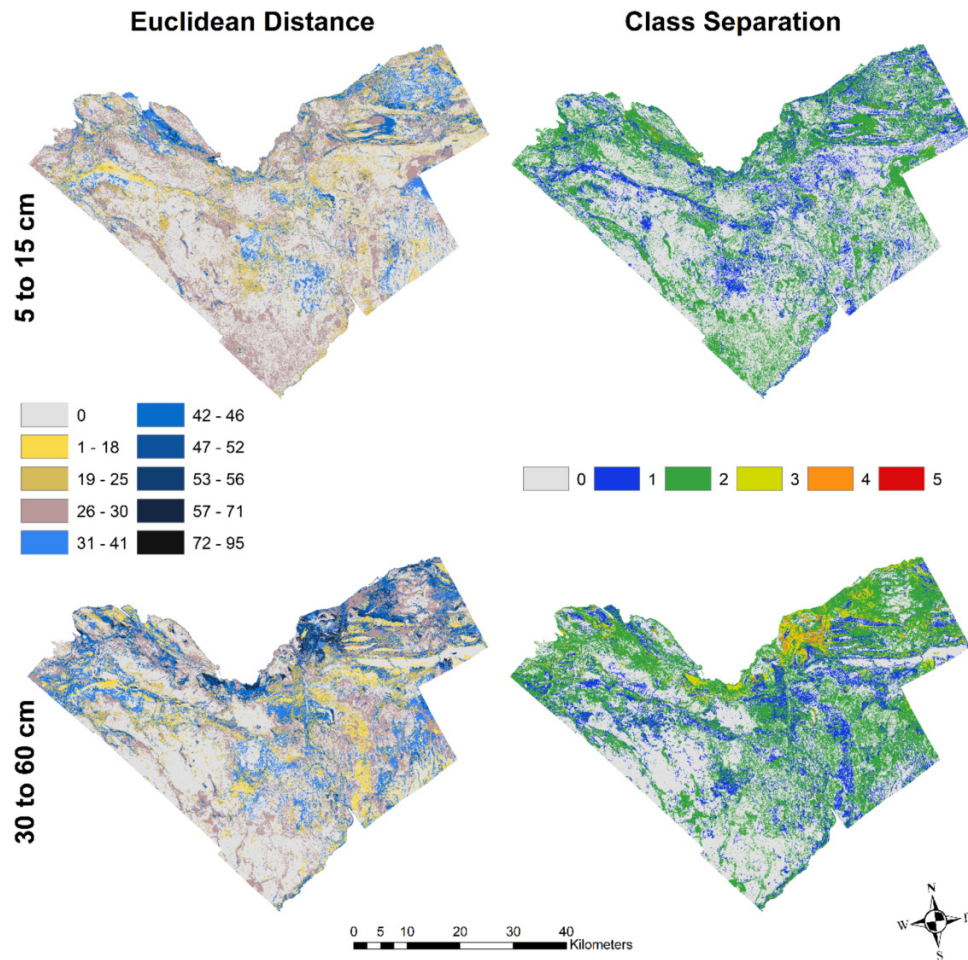 Euclidean Distance
Class Separation
5 to 15 cm
0
42 - 46
1 - 18
47 - 52
19 - 25
53 - 56
26 - 30
57 - 71
31 - 41
72 - 95
0 1 2 3 4 5
30 to 60 cm
0 5 10 20 30 40
Kilometers
N
W
S